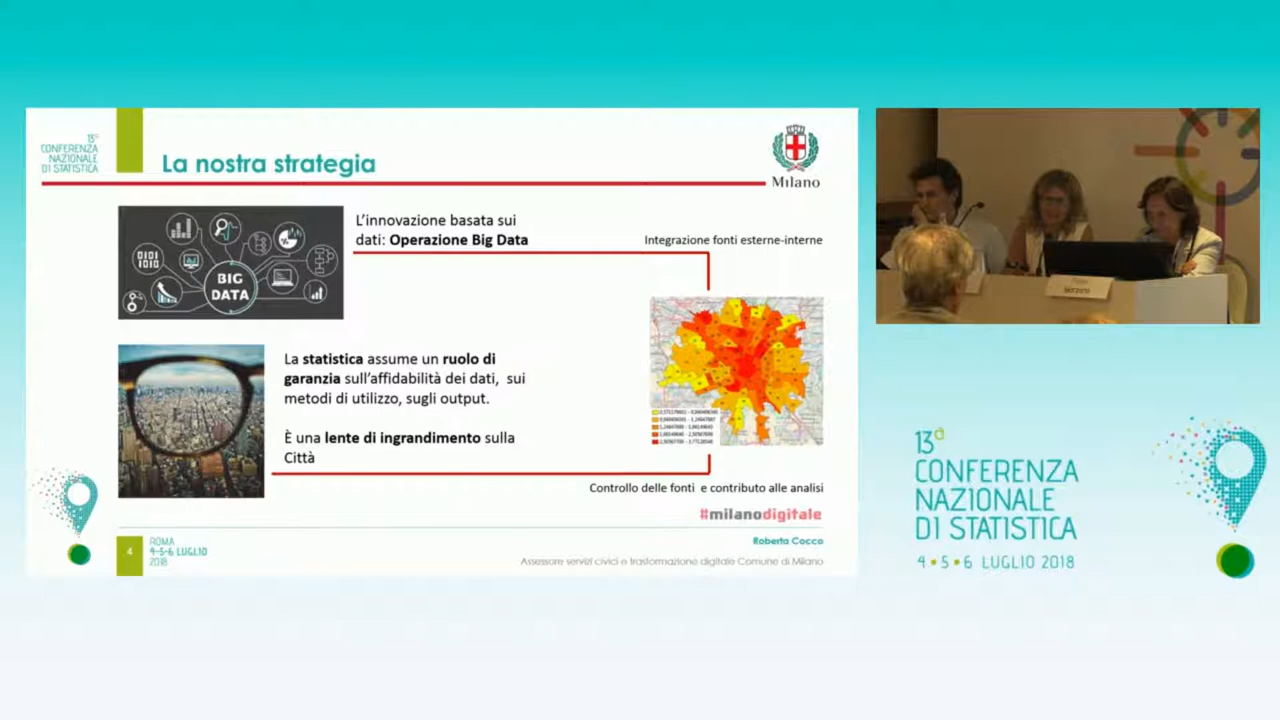 13ª
CONFERENZA
NAZIONALE
DI STATISTICA
La nostra strategia
Milano
BIG
DATA
0101
1010
L'innovazione basata sui
dati: Operazione Big Data
Integrazione fonti esterne-interne
La statistica assume un ruolo di
garanzia sull'affidabilità dei dati, sui
metodi di utilizzo, sugli output.
È una lente di ingrandimento sulla
Città
Controllo delle fonti e contributo alle analisi
#milanodigitale
Roberta Cocco
Assessore servizi civici e trasformazione digitale Comune di Milano
4
ROMA
4-5-6 LUGLIO
2018
13ª
CONFERENZA
NAZIONALE
DI STATISTICA
4 • 5 • 6 LUGLIO 2018